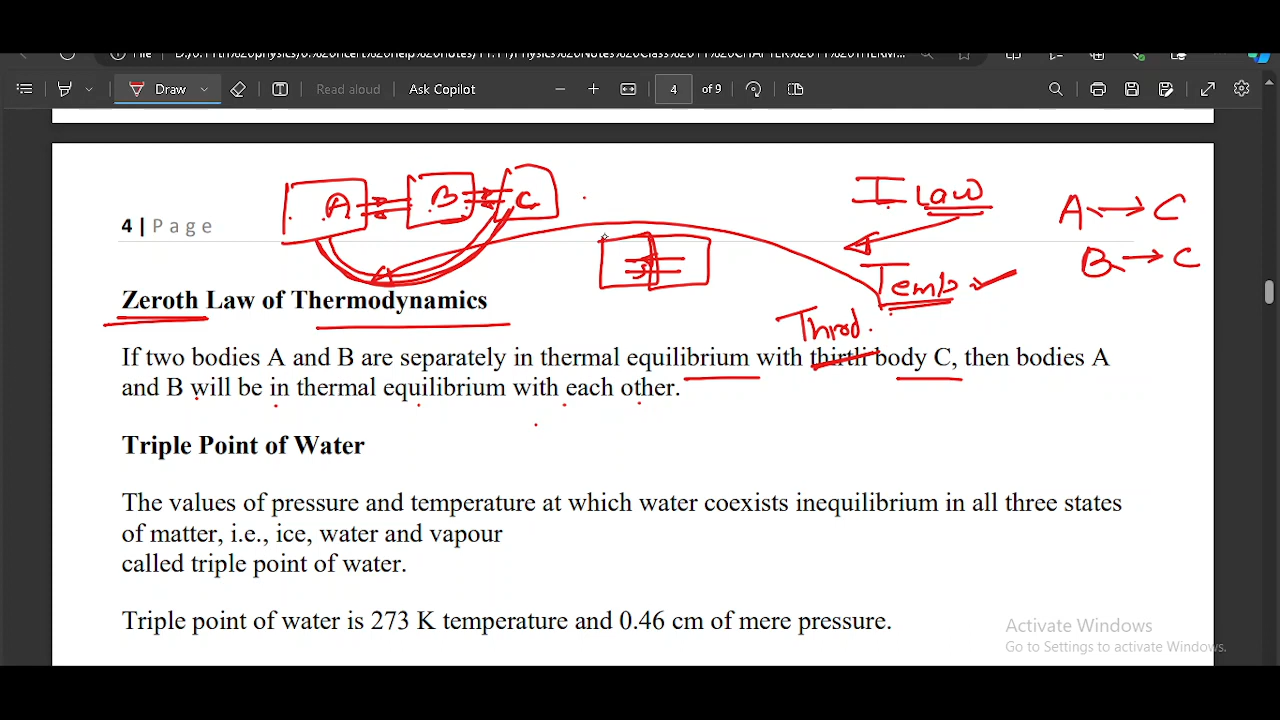 Draw
Read aloud
Ask Copilot
4
of 9
A
B
C
I Law
A → C
B → C
4 | P a g e
Temp
Zeroth Law of Thermodynamics
Thrd.
If two bodies A and B are separately in thermal equilibrium with thirtli body C, then bodies A
and B will be in thermal equilibrium with each other.
Triple Point of Water
The values of pressure and temperature at which water coexists inequilibrium in all three states
of matter, i.e., ice, water and vapour
called triple point of water.
Triple point of water is 273 K temperature and 0.46 cm of mere pressure.
Activate Windows
Go to Settings to activate Windows.